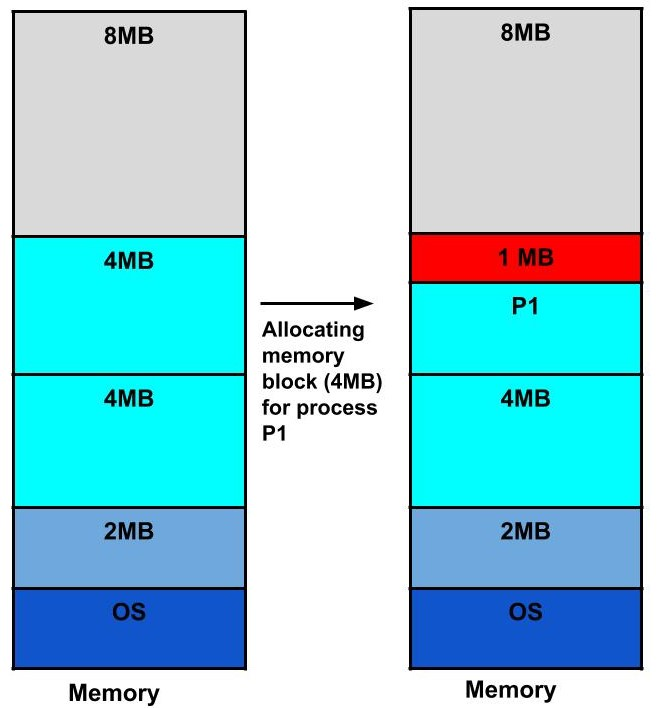 8MB
4MB
4MB
2MB
OS
Memory
Allocating
memory
block (4MB)
for process
P1
8MB
1 MB
P1
4MB
2MB
OS
Memory